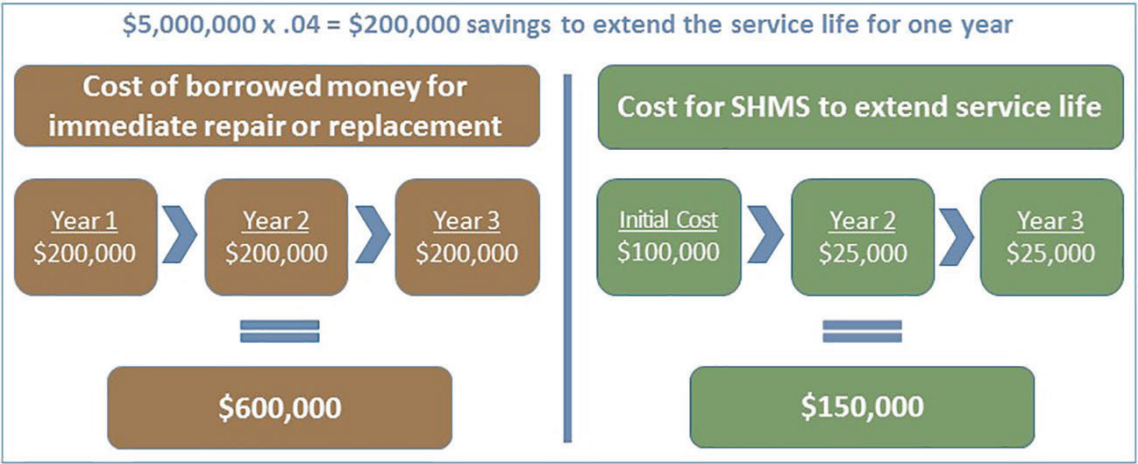 $5,000,000 x .04 = $200,000 savings to extend the service life for one year
Cost of borrowed money for
immediate repair or replacement
Year 1
$200,000
Year 2
$200,000
Year 3
$200,000
$600,000
Cost for SHMS to extend service life
Initial Cost
$100,000
Year 2
$25,000
Year 3
$25,000
$150,000